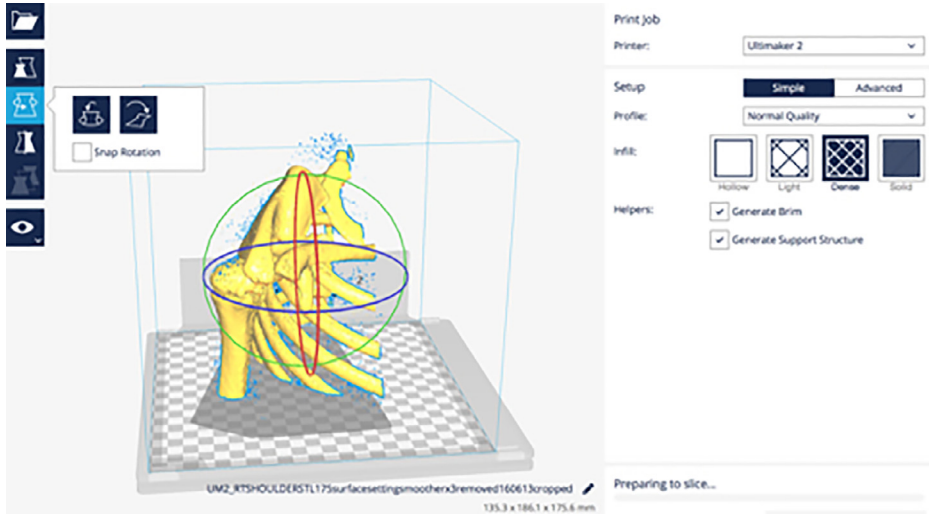 Print Job
Printer: Ultimaker 2
Setup Simple Advanced
Profile: Normal Quality
Infill:
Hollow Light Dense Solid
Helpers: Generate Brim
Generate Support Structure
Snap Rotation
UM2_RTSHOULDERSTL175surfacesettingsmootherx3removed160613cropped
135.3 x 186.1 x 175.6 mm
Preparing to slice...